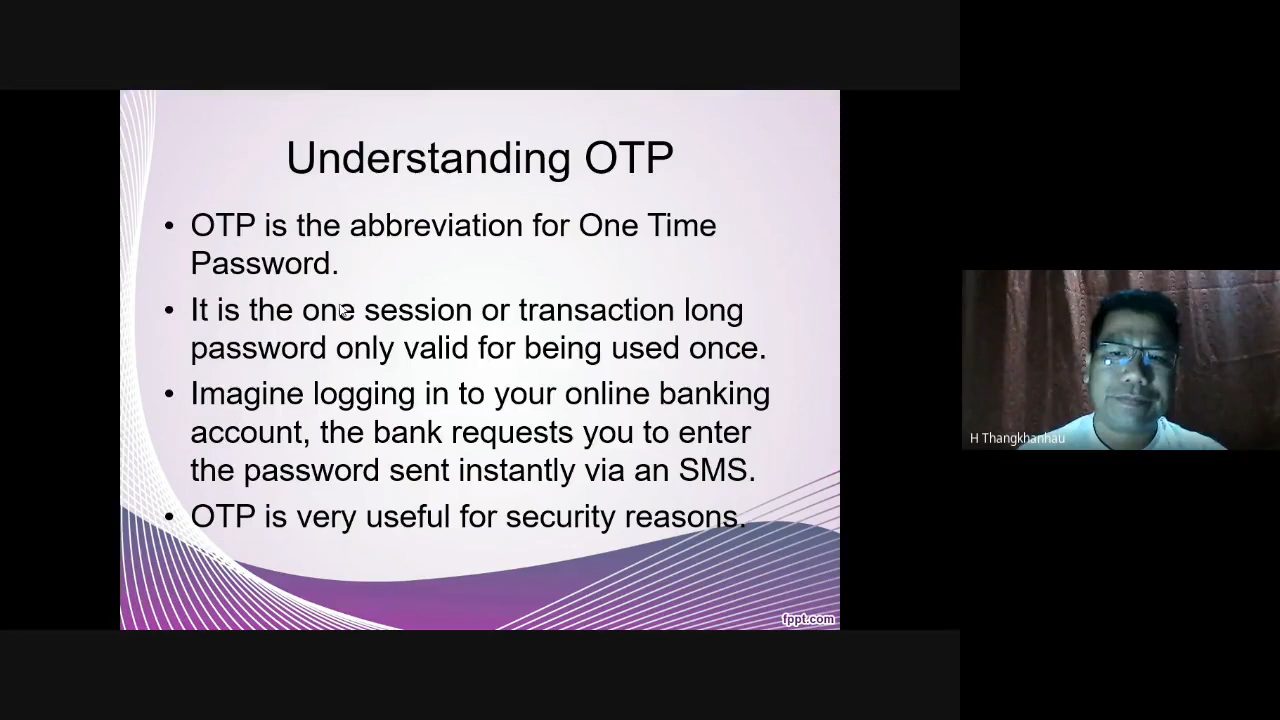 Understanding OTP
• OTP is the abbreviation for One Time
Password.
• It is the one session or transaction long
password only valid for being used once.
• Imagine logging in to your online banking
account, the bank requests you to enter
the password sent instantly via an SMS.
• OTP is very useful for security reasons.
fppt.com
H Thangkhanhau